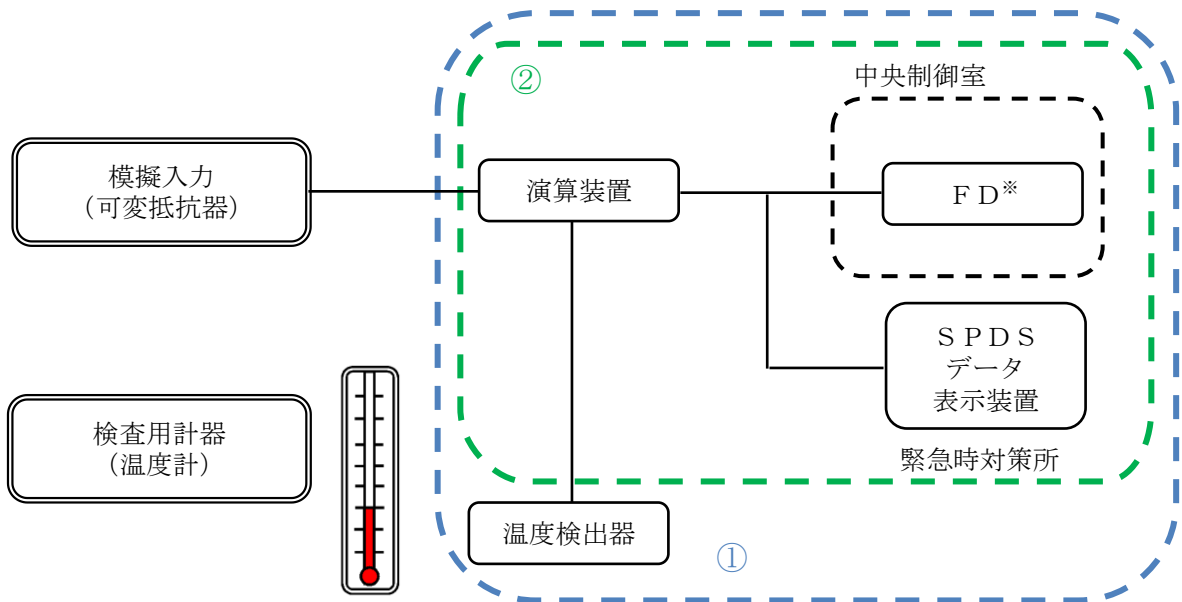 ②
中央制御室
模擬入力
（可変抵抗器）
演算装置
ＦＤ※
ＳＰＤＳ
データ
表示装置
検査用計器
（温度計）
緊急時対策所
温度検出器
①